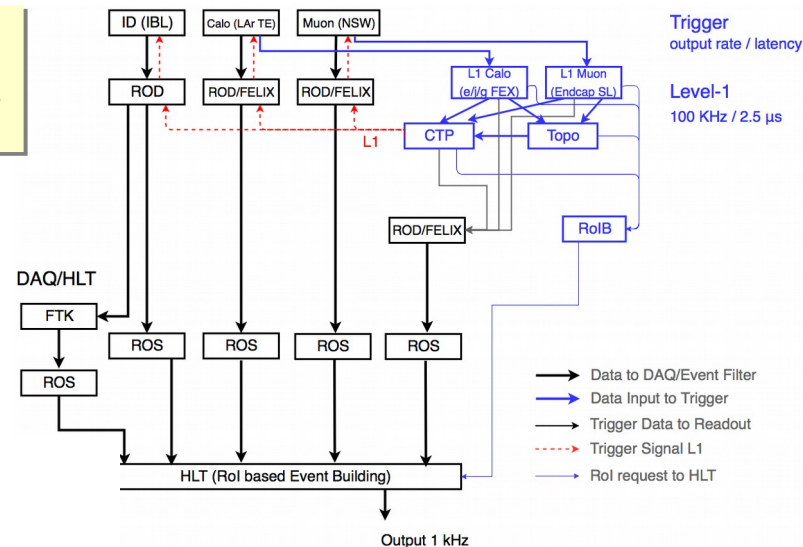 ID (IBL)
Calo (LAr TE)
Muon (NSW)
Trigger
output rate / latency
L1 Calo
(e/j/g FEX)
L1 Muon
(Endcap SL)
ROD
ROD/FELIX
ROD/FELIX
Level-1
100 KHz / 2.5 µs
L1
CTP
Topo
ROD/FELIX
RoIB
DAQ/HLT
FTK
ROS
ROS
ROS
ROS
ROS
Data to DAQ/Event Filter
Data Input to Trigger
Trigger Data to Readout
Trigger Signal L1
RoI request to HLT
HLT (RoI based Event Building)
Output 1 kHz